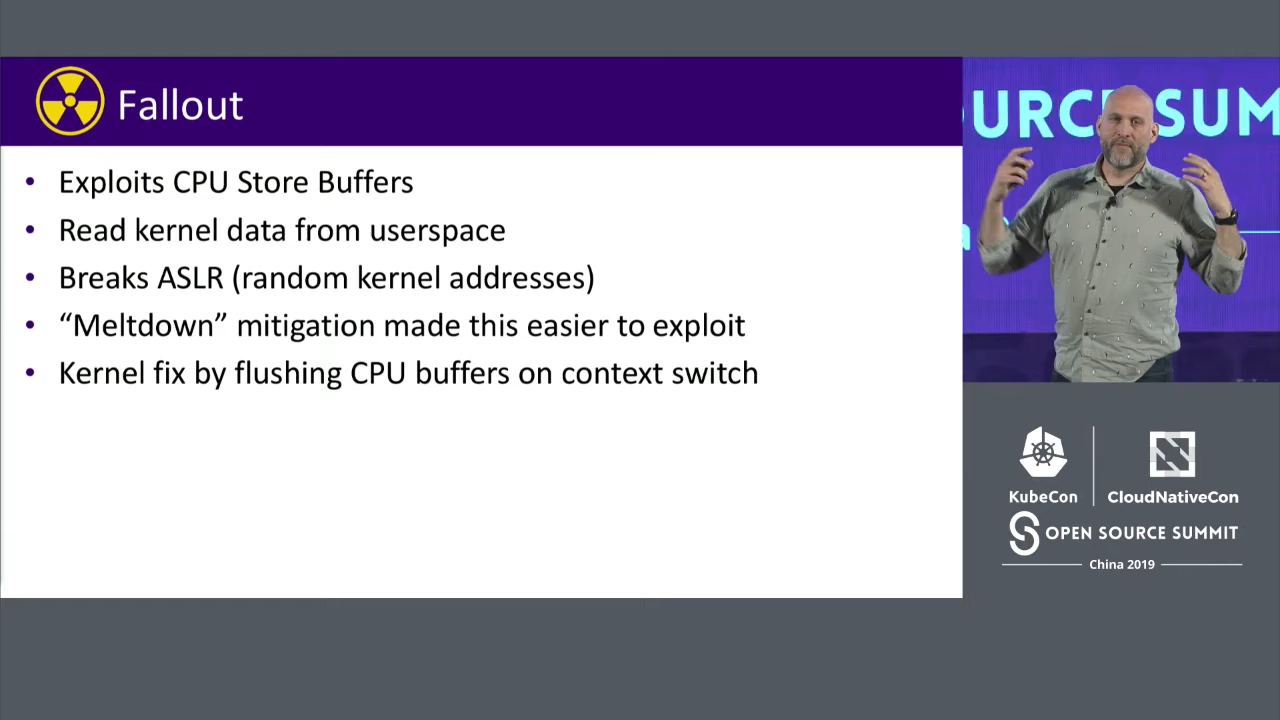 Fallout
• Exploits CPU Store Buffers
• Read kernel data from userspace
• Breaks ASLR (random kernel addresses)
• “Meltdown” mitigation made this easier to exploit
• Kernel fix by flushing CPU buffers on context switch
URCE SUM
KubeCon
CloudNativeCon
OPEN SOURCE SUMMIT
China 2019